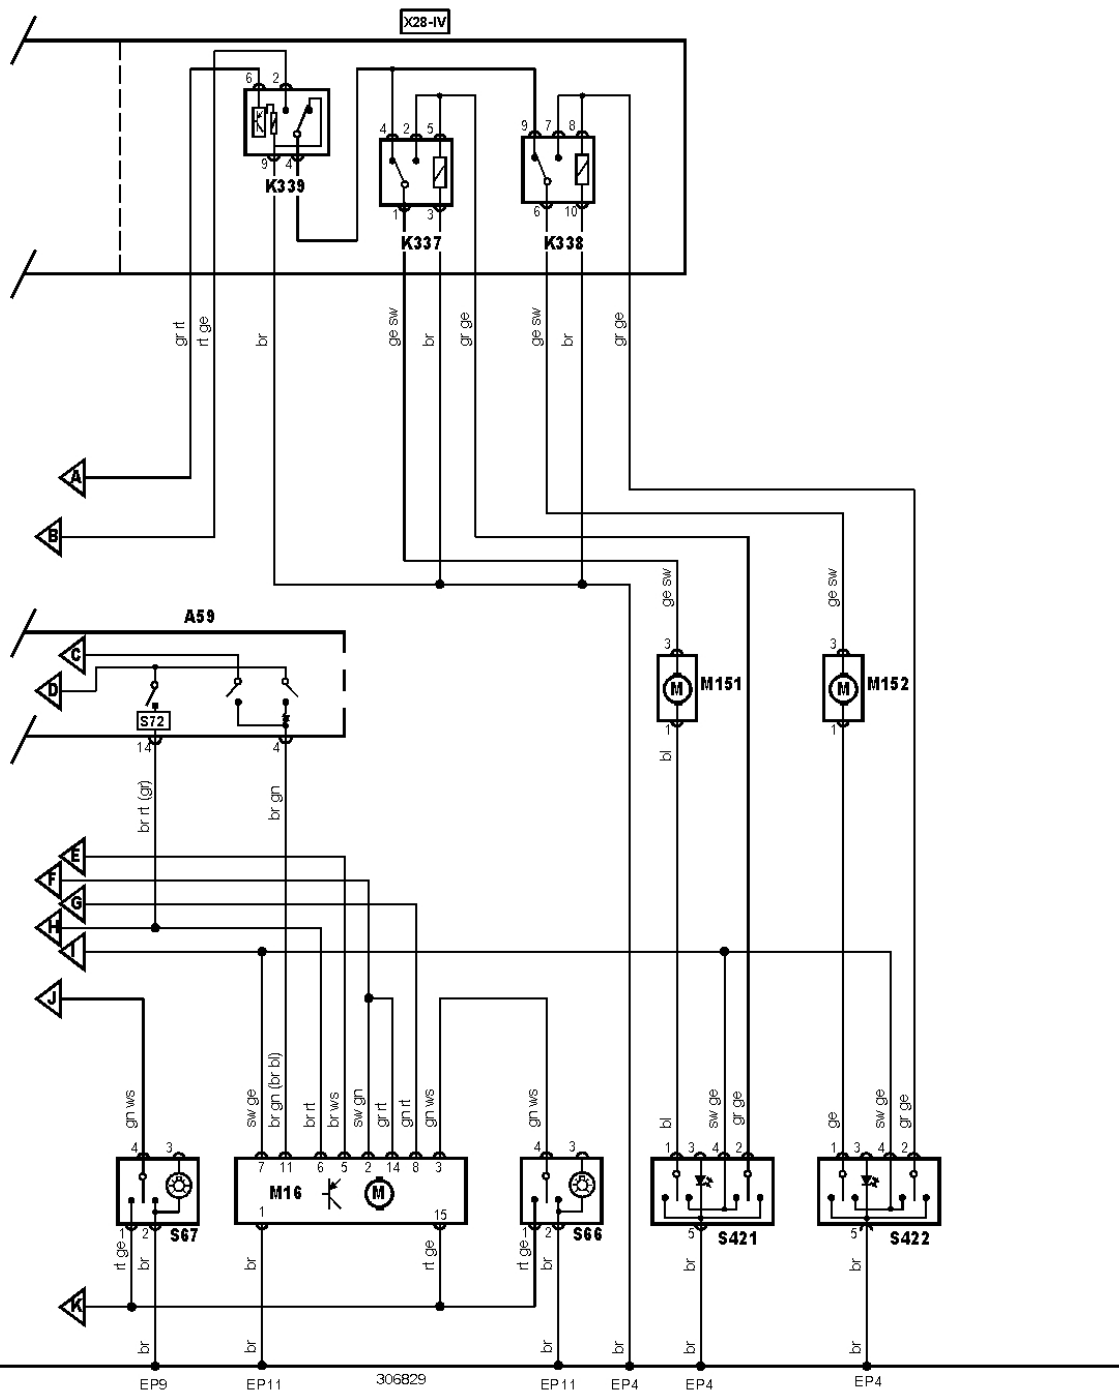 X28-IV
6 2
9 4
K339
4 2 5
1 3
K337
9 7 8
6 10
K338
gr rt
rt ge
br
ge sw
br
gr ge
ge sw
br
gr ge
A
B
A59
C
D
S72
14 4
br rt (gr)
br gn
ge sw
3
M M151
1
bl
ge sw
3
M M152
1
E
F
G
H
I
J
gn ws
sw ge
br gn (br bl)
br rt
br ws
sw gn
gr rt
gn rt
gn ws
gn ws
bl
sw ge
gr ge
ge
sw ge
gr ge
4 3
1 2
S67
7 11 6 5 2 14 8 3
M16 M
1 15
4 3
1 2
S66
1 3 4 2
5
S421
1 3 4 2
5
S422
rt ge
br
br
rt ge
rt ge
br
br
br
K
br
br
br
br
br
br
EP9 EP11 306829 EP11 EP4 EP4 EP4